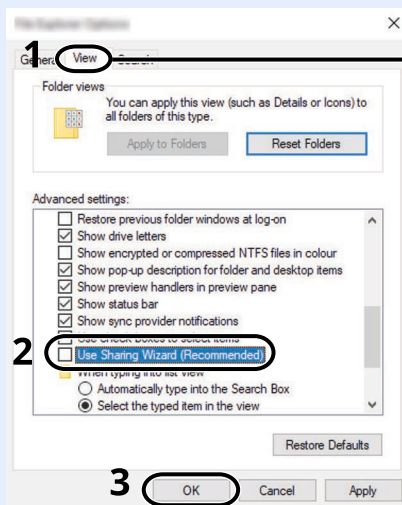 1
General View Search
Folder views
You can apply this view (such as Details or Icons) to
all folders of this type.
Apply to Folders Reset Folders
Advanced settings:
Restore previous folder windows at log-on
Show drive letters
Show encrypted or compressed NTFS files in colour
Show pop-up description for folder and desktop items
Show preview handlers in preview pane
Show status bar
Show sync provider notifications
Use check boxes to select items
2 Use Sharing Wizard (Recommended)
When typing into list view
Automatically type into the Search Box
Select the typed item in the view
Restore Defaults
3 OK Cancel Apply